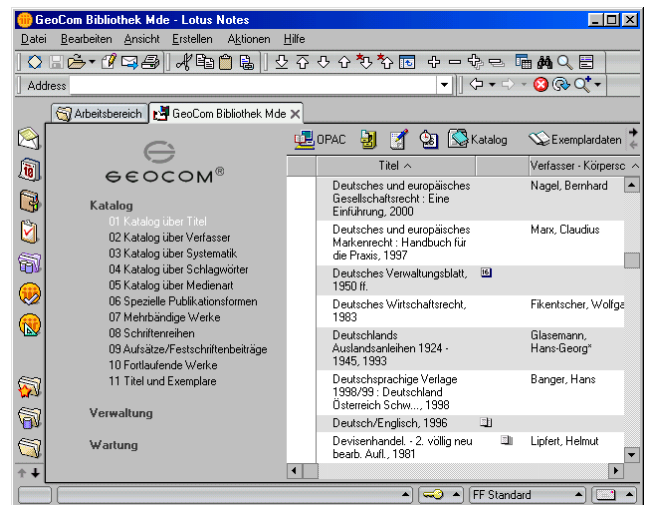 GeoCom Bibliothek Mde - Lotus Notes
Datei Bearbeiten Ansicht Erstellen Aktionen Hilfe
Address
Arbeitsbereich GeoCom Bibliothek Mde
OPAC Katalog Exemplardaten
GEOCOM®
Katalog
01 Katalog über Titel
02 Katalog über Verfasser
03 Katalog über Systematik
04 Katalog über Schlagwörter
05 Katalog über Medienart
06 Spezielle Publikationsformen
07 Mehrbändige Werke
08 Schriftenreihen
09 Aufsätze/Festschriftenbeiträge
10 Fortlaufende Werke
11 Titel und Exemplare
Verwaltung
Wartung
Titel Verfasser - Körpersc
Deutsches und europäisches Nagel, Bernhard
Gesellschaftsrecht : Eine
Einführung, 2000
Deutsches und europäisches Marx, Claudius
Markenrecht : Handbuch für
die Praxis, 1997
Deutsches Verwaltungsblatt, 16
1950 ff.
Deutsches Wirtschaftsrecht, Fikentscher, Wolfga
1983
Deutschlands Glasemann,
Auslandsanleihen 1924 - Hans-Georg*
1945, 1993
Deutschsprachige Verlage Banger, Hans
1998/99 : Deutschland
Österreich Schw..., 1998
Deutsch/Englisch, 1996
Devisenhandel. - 2. völlig neu Lipfert, Helmut
bearb. Aufl., 1981
FF Standard